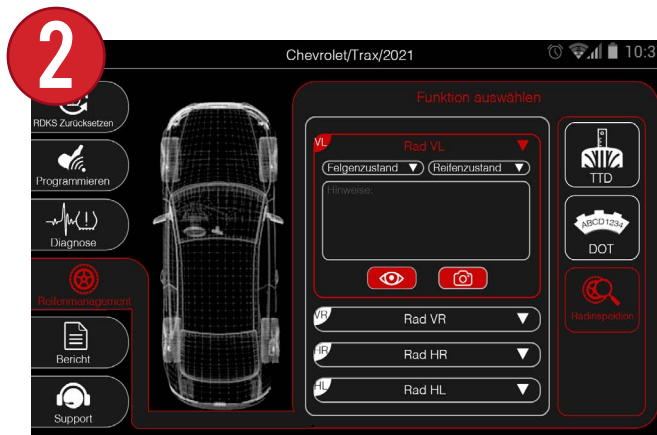 2
Chevrolet/Trax/2021
10:3
RDKS Zurücksetzen
Programmieren
Diagnose
Reifenmanagement
Bericht
Support
Funktion auswählen
VL
Rad VL
Felgenzustand
Reifenzustand
Hinweise:
VR
Rad VR
HR
Rad HR
HL
Rad HL
TTD
ABCD1234
DOT
Radinspektion